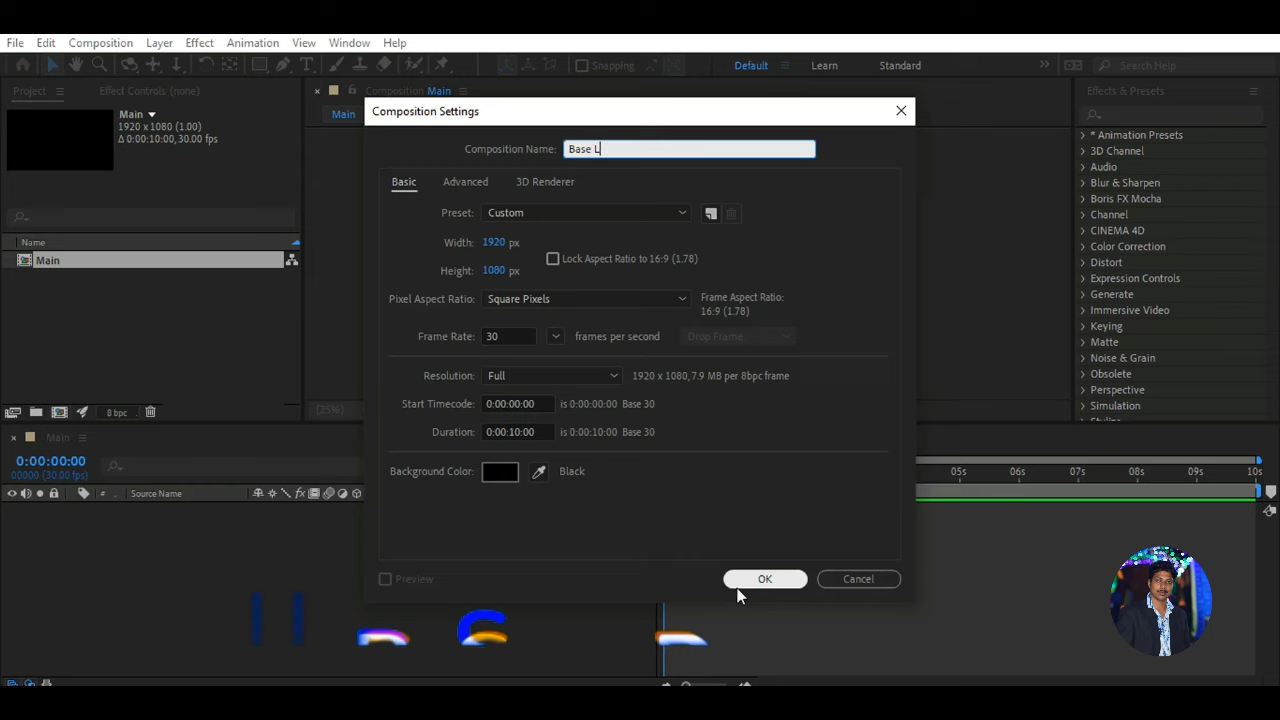 File Edit Composition Layer Effect Animation View Window Help
Snapping Default Learn Standard Search Help
Project Effect Controls (none) Composition Main Effects & Presets
Main
1920 x 1080 (1.00)
Δ 0:00:10:00, 30.00 fps
Main
Name
Main
8 bpc
(25%)
Composition Settings
Composition Name: Base L
Basic Advanced 3D Renderer
Preset: Custom
Width: 1920 px
Lock Aspect Ratio to 16:9 (1.78)
Height: 1080 px
Pixel Aspect Ratio: Square Pixels
Frame Aspect Ratio:
16:9 (1.78)
Frame Rate: 30 frames per second Drop Frame
Resolution: Full 1920 x 1080, 7.9 MB per 8bpc frame
Start Timecode: 0:00:00:00 is 0:00:00:00 Base 30
Duration: 0:00:10:00 is 0:00:10:00 Base 30
Background Color: Black
Preview OK Cancel
* Animation Presets
3D Channel
Audio
Blur & Sharpen
Boris FX Mocha
Channel
CINEMA 4D
Color Correction
Distort
Expression Controls
Generate
Immersive Video
Keying
Matte
Noise & Grain
Obsolete
Perspective
Simulation
Main
0:00:00:00
00000 (30.00 fps)
# Source Name
05s 06s 07s 08s 09s 10s